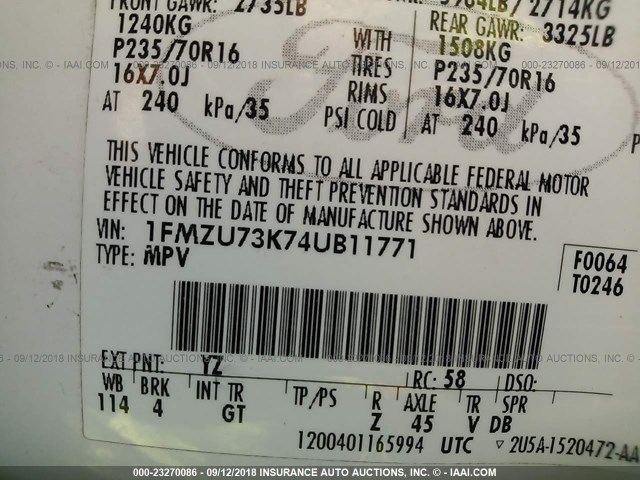 FRONT GAWR: 2735LB 5984LB/ 2714KG
1240KG WITH REAR GAWR: 3325LB
1508KG
P235/70R16 TIRES P235/70R16
16X7.0J RIMS 16X7.0J
AT 240 kPa/35 PSI COLD AT 240 kPa/35
Ford
THIS VEHICLE CONFORMS TO ALL APPLICABLE FEDERAL MOTOR
VEHICLE SAFETY AND THEFT PREVENTION STANDARDS IN
EFFECT ON THE DATE OF MANUFACTURE SHOWN ABOVE.
VIN: 1FMZU73K74UB11771
TYPE: MPV
F0064
T0246
EXT PNT: YZ RC: 58 DSO:
WB BRK INT TR TP/PS R AXLE TR SPR
114 4 GT Z 45 V DB
1200401165994 UTC ▽ 2U5A-1520472-AA
000-23270086 - 09/12/2018 INSURANCE AUCTIONS, INC. - IAAI.COM